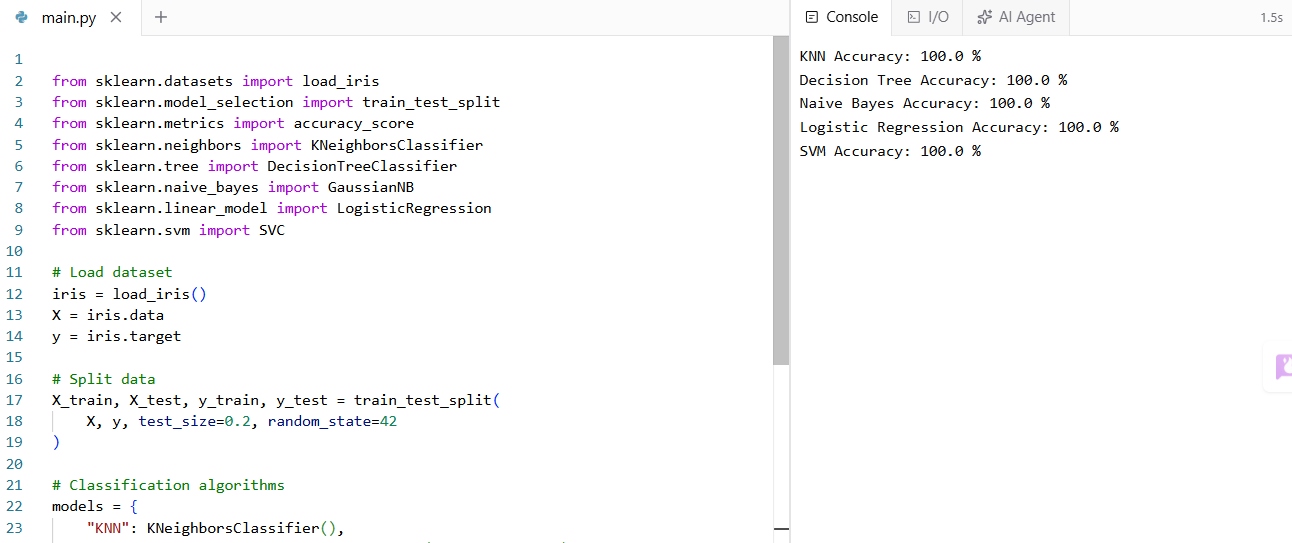 main.py
1
2 from sklearn.datasets import load_iris
3 from sklearn.model_selection import train_test_split
4 from sklearn.metrics import accuracy_score
5 from sklearn.neighbors import KNeighborsClassifier
6 from sklearn.tree import DecisionTreeClassifier
7 from sklearn.naive_bayes import GaussianNB
8 from sklearn.linear_model import LogisticRegression
9 from sklearn.svm import SVC
10
11 # Load dataset
12 iris = load_iris()
13 X = iris.data
14 y = iris.target
15
16 # Split data
17 X_train, X_test, y_train, y_test = train_test_split(
18     X, y, test_size=0.2, random_state=42
19 )
20
21 # Classification algorithms
22 models = {
23     "KNN": KNeighborsClassifier(),
Console I/O AI Agent 1.5s
KNN Accuracy: 100.0 %
Decision Tree Accuracy: 100.0 %
Naive Bayes Accuracy: 100.0 %
Logistic Regression Accuracy: 100.0 %
SVM Accuracy: 100.0 %